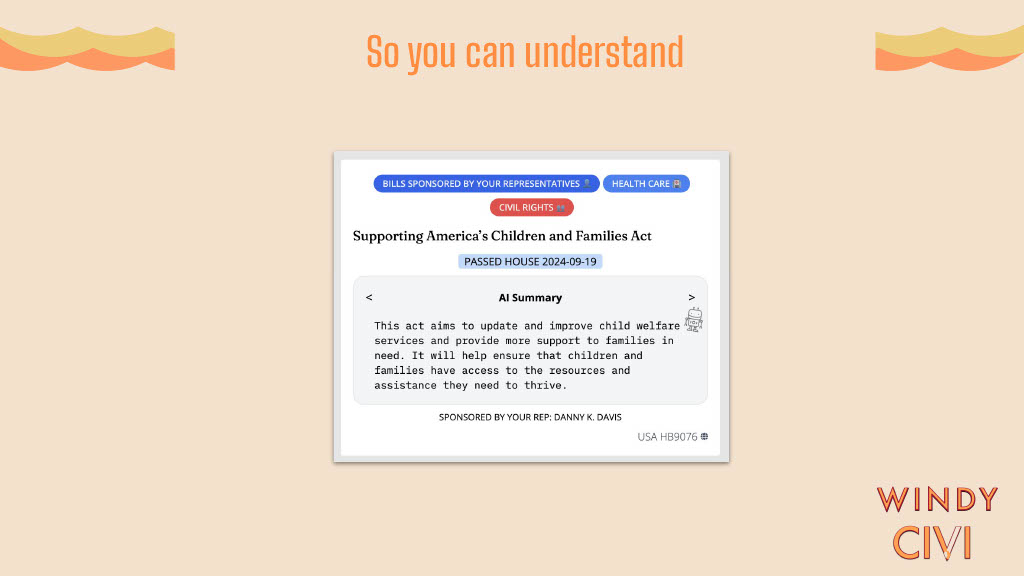 So you can understand
BILLS SPONSORED BY YOUR REPRESENTATIVES
HEALTH CARE
CIVIL RIGHTS
Supporting America's Children and Families Act
PASSED HOUSE 2024-09-19
< AI Summary >
This act aims to update and improve child welfare
services and provide more support to families in
need. It will help ensure that children and
families have access to the resources and
assistance they need to thrive.
SPONSORED BY YOUR REP: DANNY K. DAVIS
USA HB9076
WINDY
CIVI